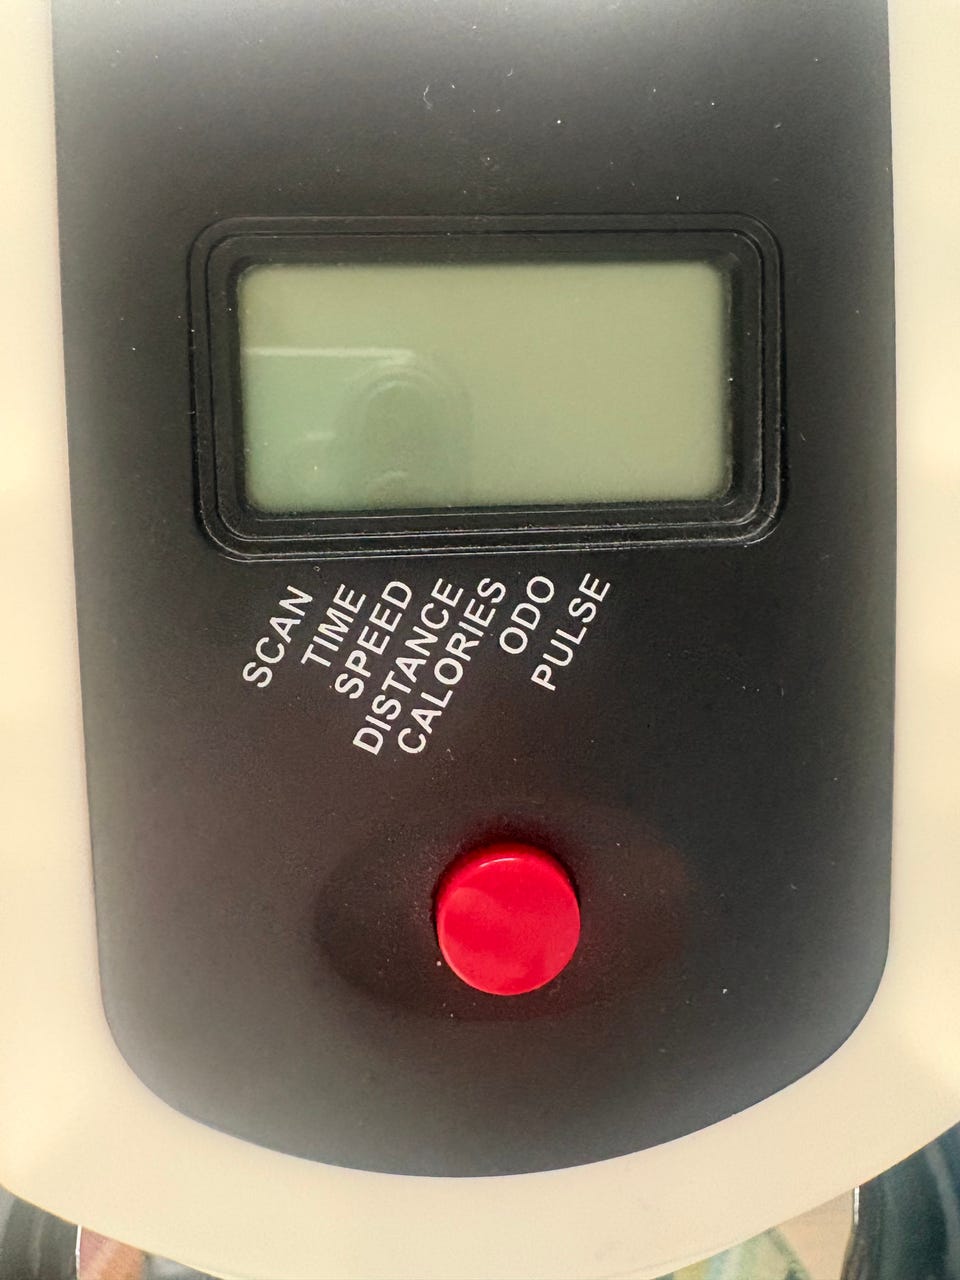 SCAN
TIME
SPEED
DISTANCE
CALORIES
ODO
PULSE